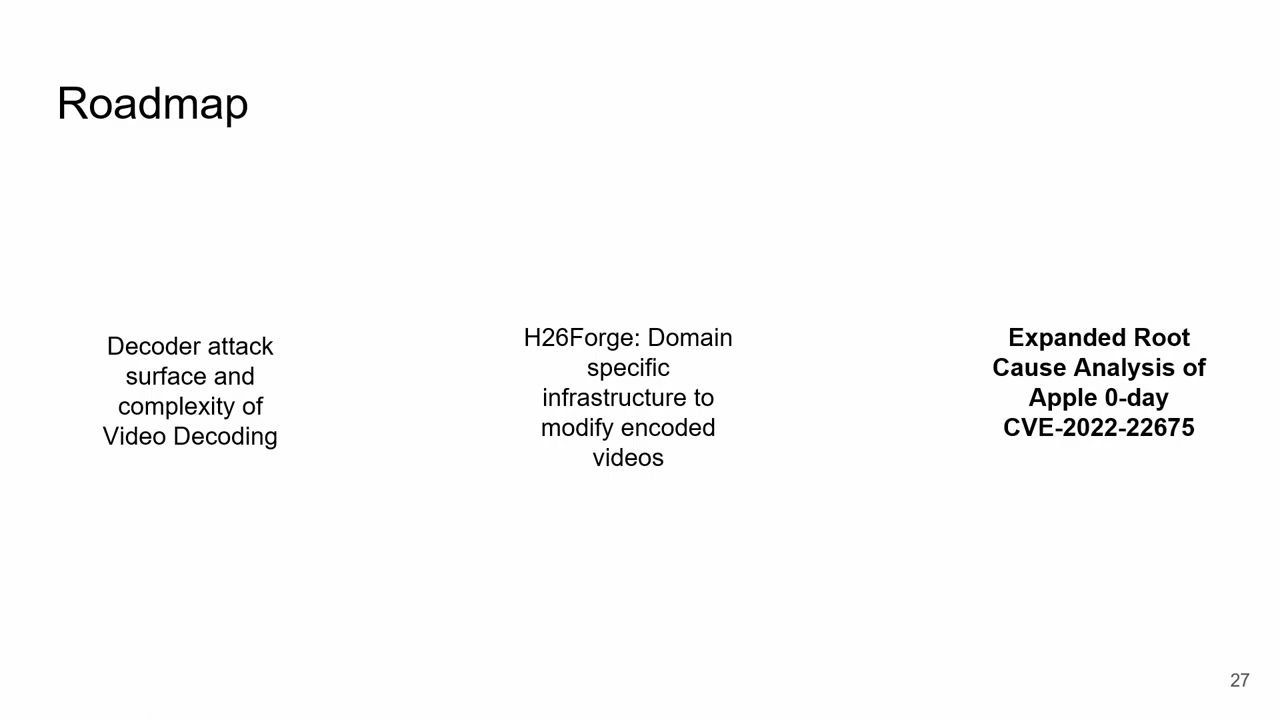 Roadmap
Decoder attack
surface and
complexity of
Video Decoding
H26Forge: Domain
specific
infrastructure to
modify encoded
videos
Expanded Root
Cause Analysis of
Apple 0-day
CVE-2022-22675
27